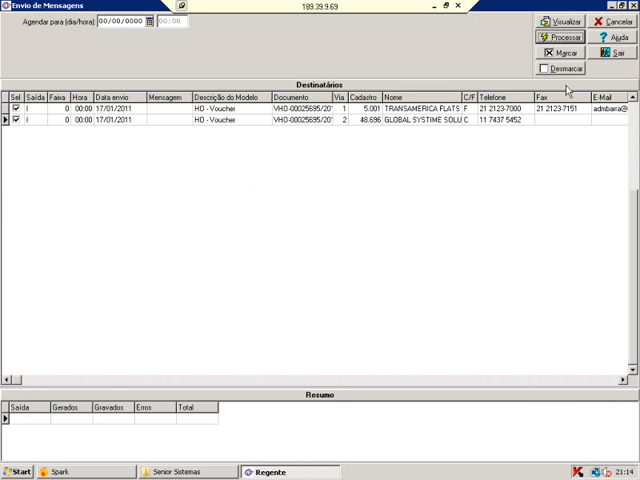 Envio de Mensagens
189.39.9.69
Agendar para (dia/hora): 00/00/0000 00:00
Visualizar Cancelar
Processar Ajuda
Marcar Sair
Desmarcar
Destinatários
Sel Saída Faixa Hora Data envio Mensagem Descrição do Modelo Documento Via Cadastro Nome C/F Telefone Fax E-Mail
I 0 00:00 17/01/2011 HO - Voucher VHO-00025695/20 1 5.001 TRANSAMERICA FLATS F 21 2123-7000 21 2123-7151 admbarra@
I 0 00:00 17/01/2011 HO - Voucher VHO-00025695/20 2 48.696 GLOBAL SYSTIME SOLU C 11 7437 5452
Resumo
Saída Gerados Gravados Erros Total
Start Spark Senior Sistemas Regente 21:14